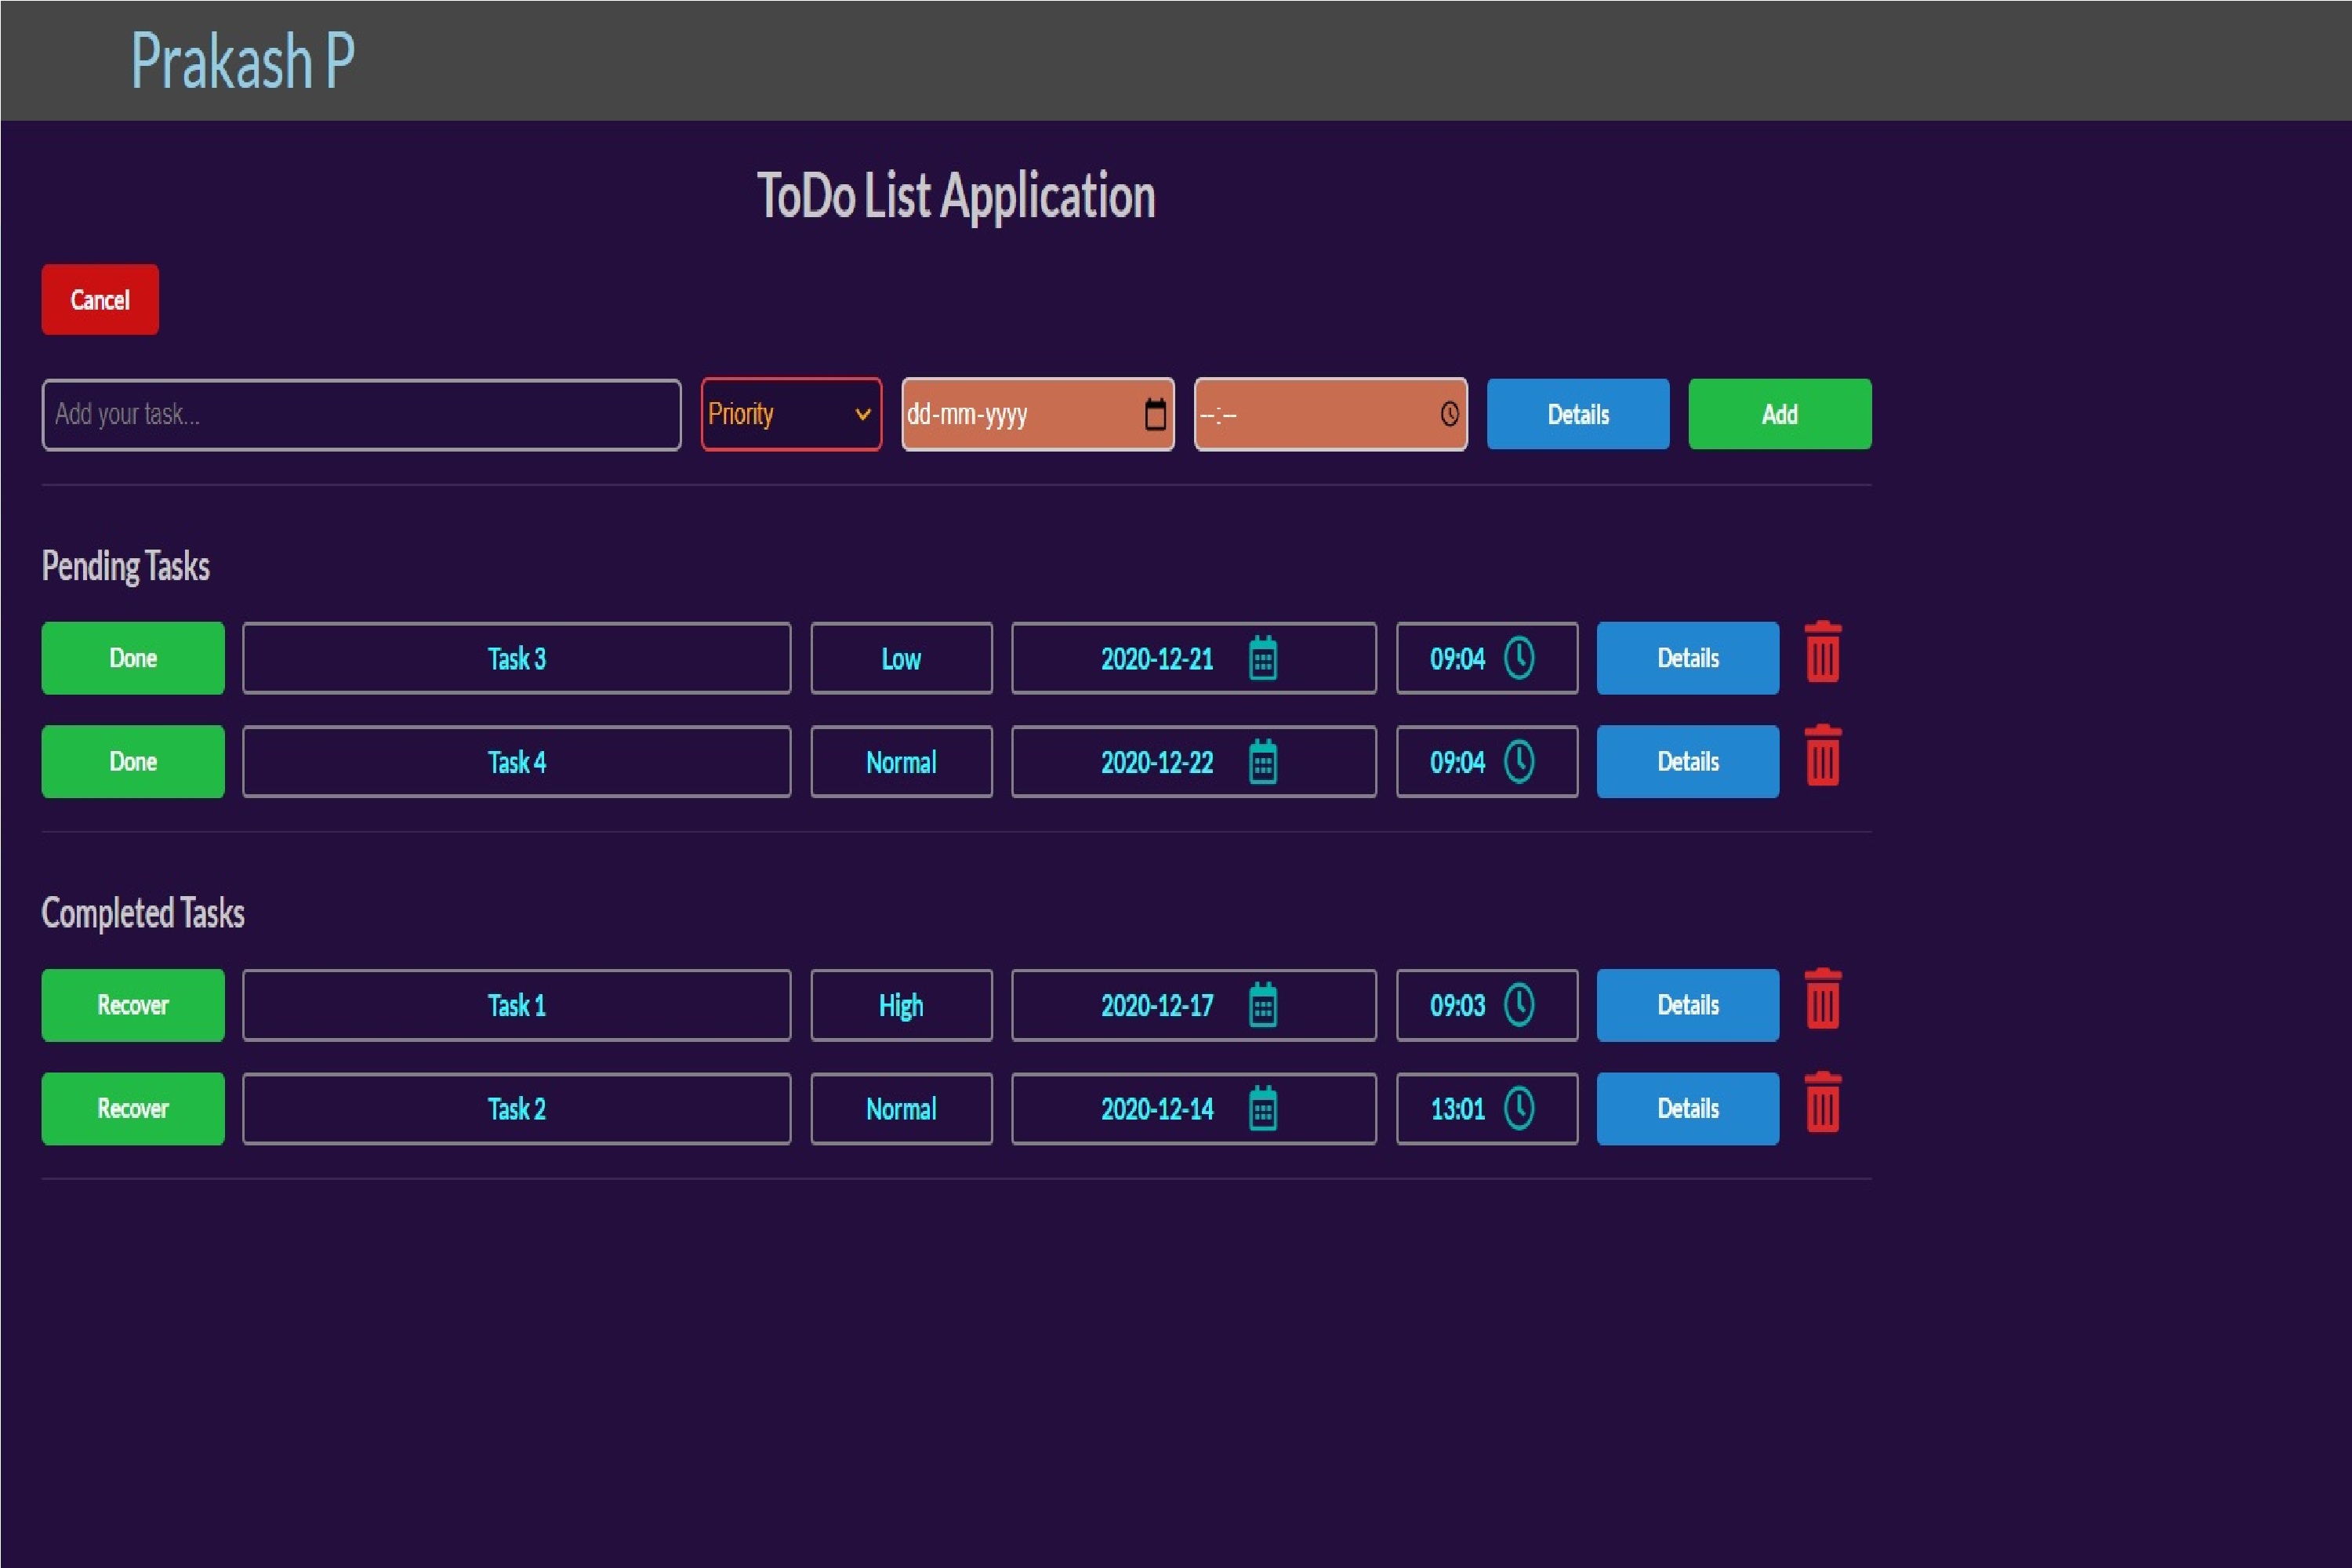 Prakash P
ToDo List Application
Cancel
Add your task... Priority dd-mm-yyyy --:-- Details Add
Pending Tasks
Done Task 3 Low 2020-12-21 09:04 Details
Done Task 4 Normal 2020-12-22 09:04 Details
Completed Tasks
Recover Task 1 High 2020-12-17 09:03 Details
Recover Task 2 Normal 2020-12-14 13:01 Details